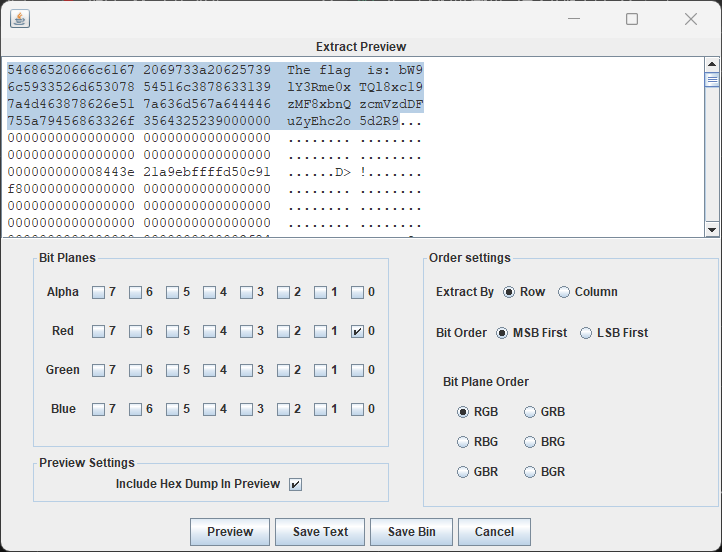 Extract Preview
54686520666c6167 2069733a20625739 The flag is: bW9
6c5933526d653078 54516c3878633139 lY3Rme0x TQl8xc19
7a4d463878626e51 7a636d567a644446 zMF8xbnQ zcmVzdDF
755a79456863326f 3564325239000000 uZyEhc2o 5d2R9...
0000000000000000 0000000000000000 ........ ........
0000000000000000 0000000000000000 ........ ........
000000000008443e 21a9ebffffd50c91 ......D> !.......
f800000000000000 0000000000000000 ........ ........
0000000000000000 0000000000000000 ........ ........
0000000000000000 0000000000000000 ........ ........
Bit Planes
Alpha 7 6 5 4 3 2 1 0
Red 7 6 5 4 3 2 1 0
Green 7 6 5 4 3 2 1 0
Blue 7 6 5 4 3 2 1 0
Preview Settings
Include Hex Dump In Preview
Order settings
Extract By Row Column
Bit Order MSB First LSB First
Bit Plane Order
RGB GRB
RBG BRG
GBR BGR
Preview Save Text Save Bin Cancel